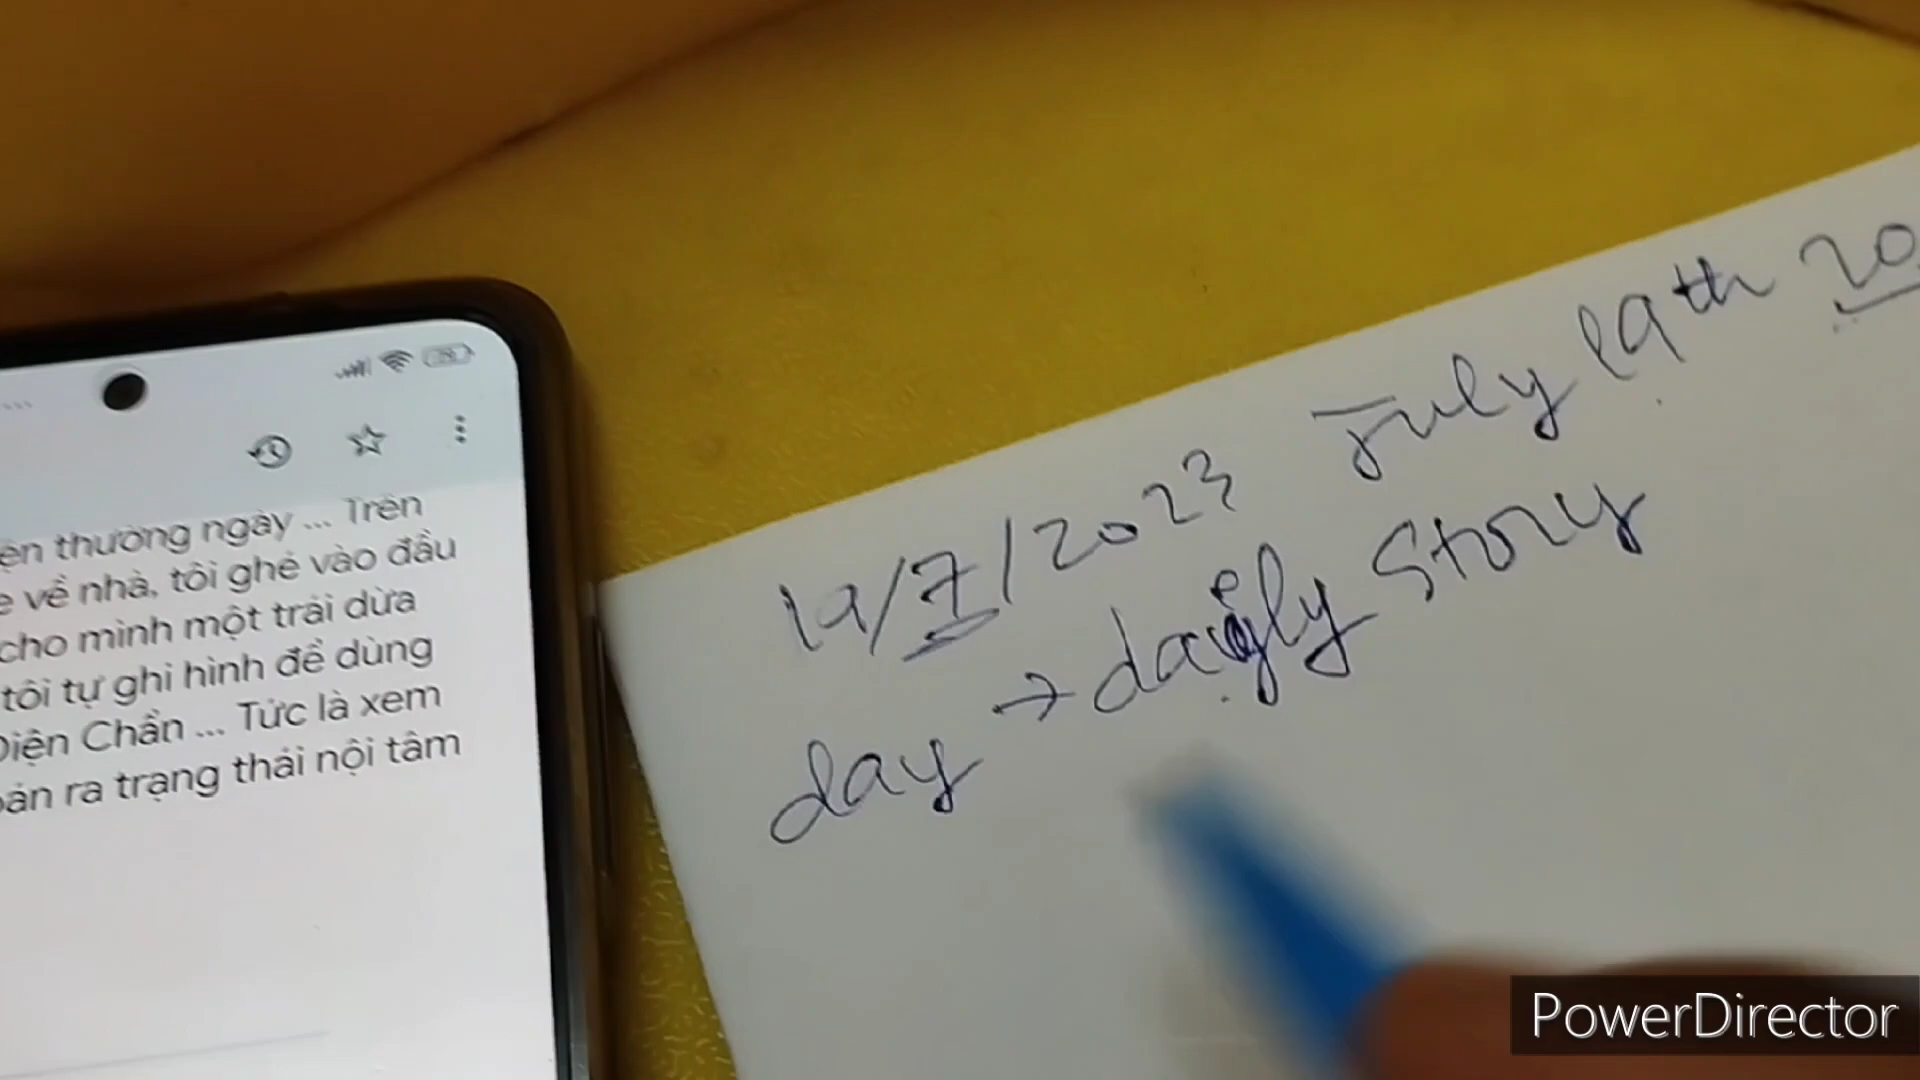 ện thường ngày ... Trên
e về nhà, tôi ghé vào đầu
cho mình một trái dừa
tôi tự ghi hình để dùng
Diện Chẩn ... Tức là xem
oán ra trạng thái nội tâm
19/7/2023 July 19th 20
day → daily story
PowerDirector